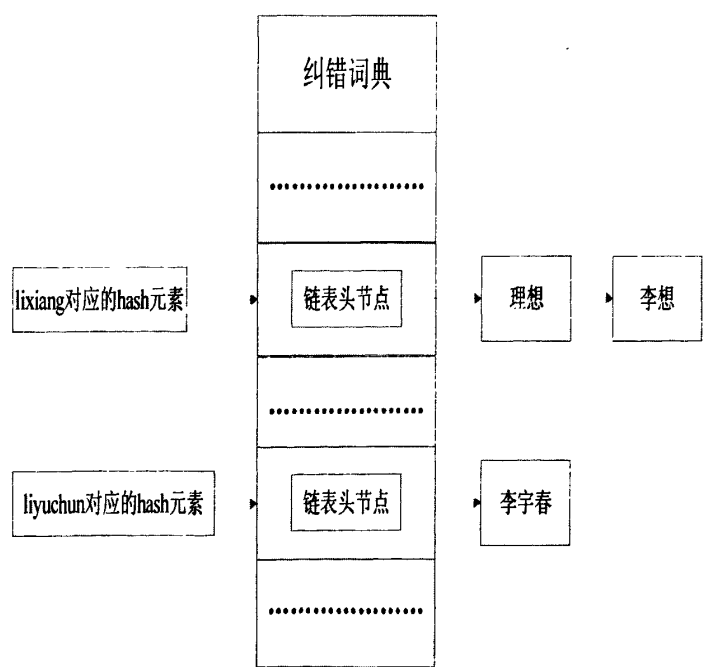 纠错词典
......................
lixiang对应的hash元素
链表头节点
理想
李想
......................
liyuchun对应的hash元素
链表头节点
李宇春
......................